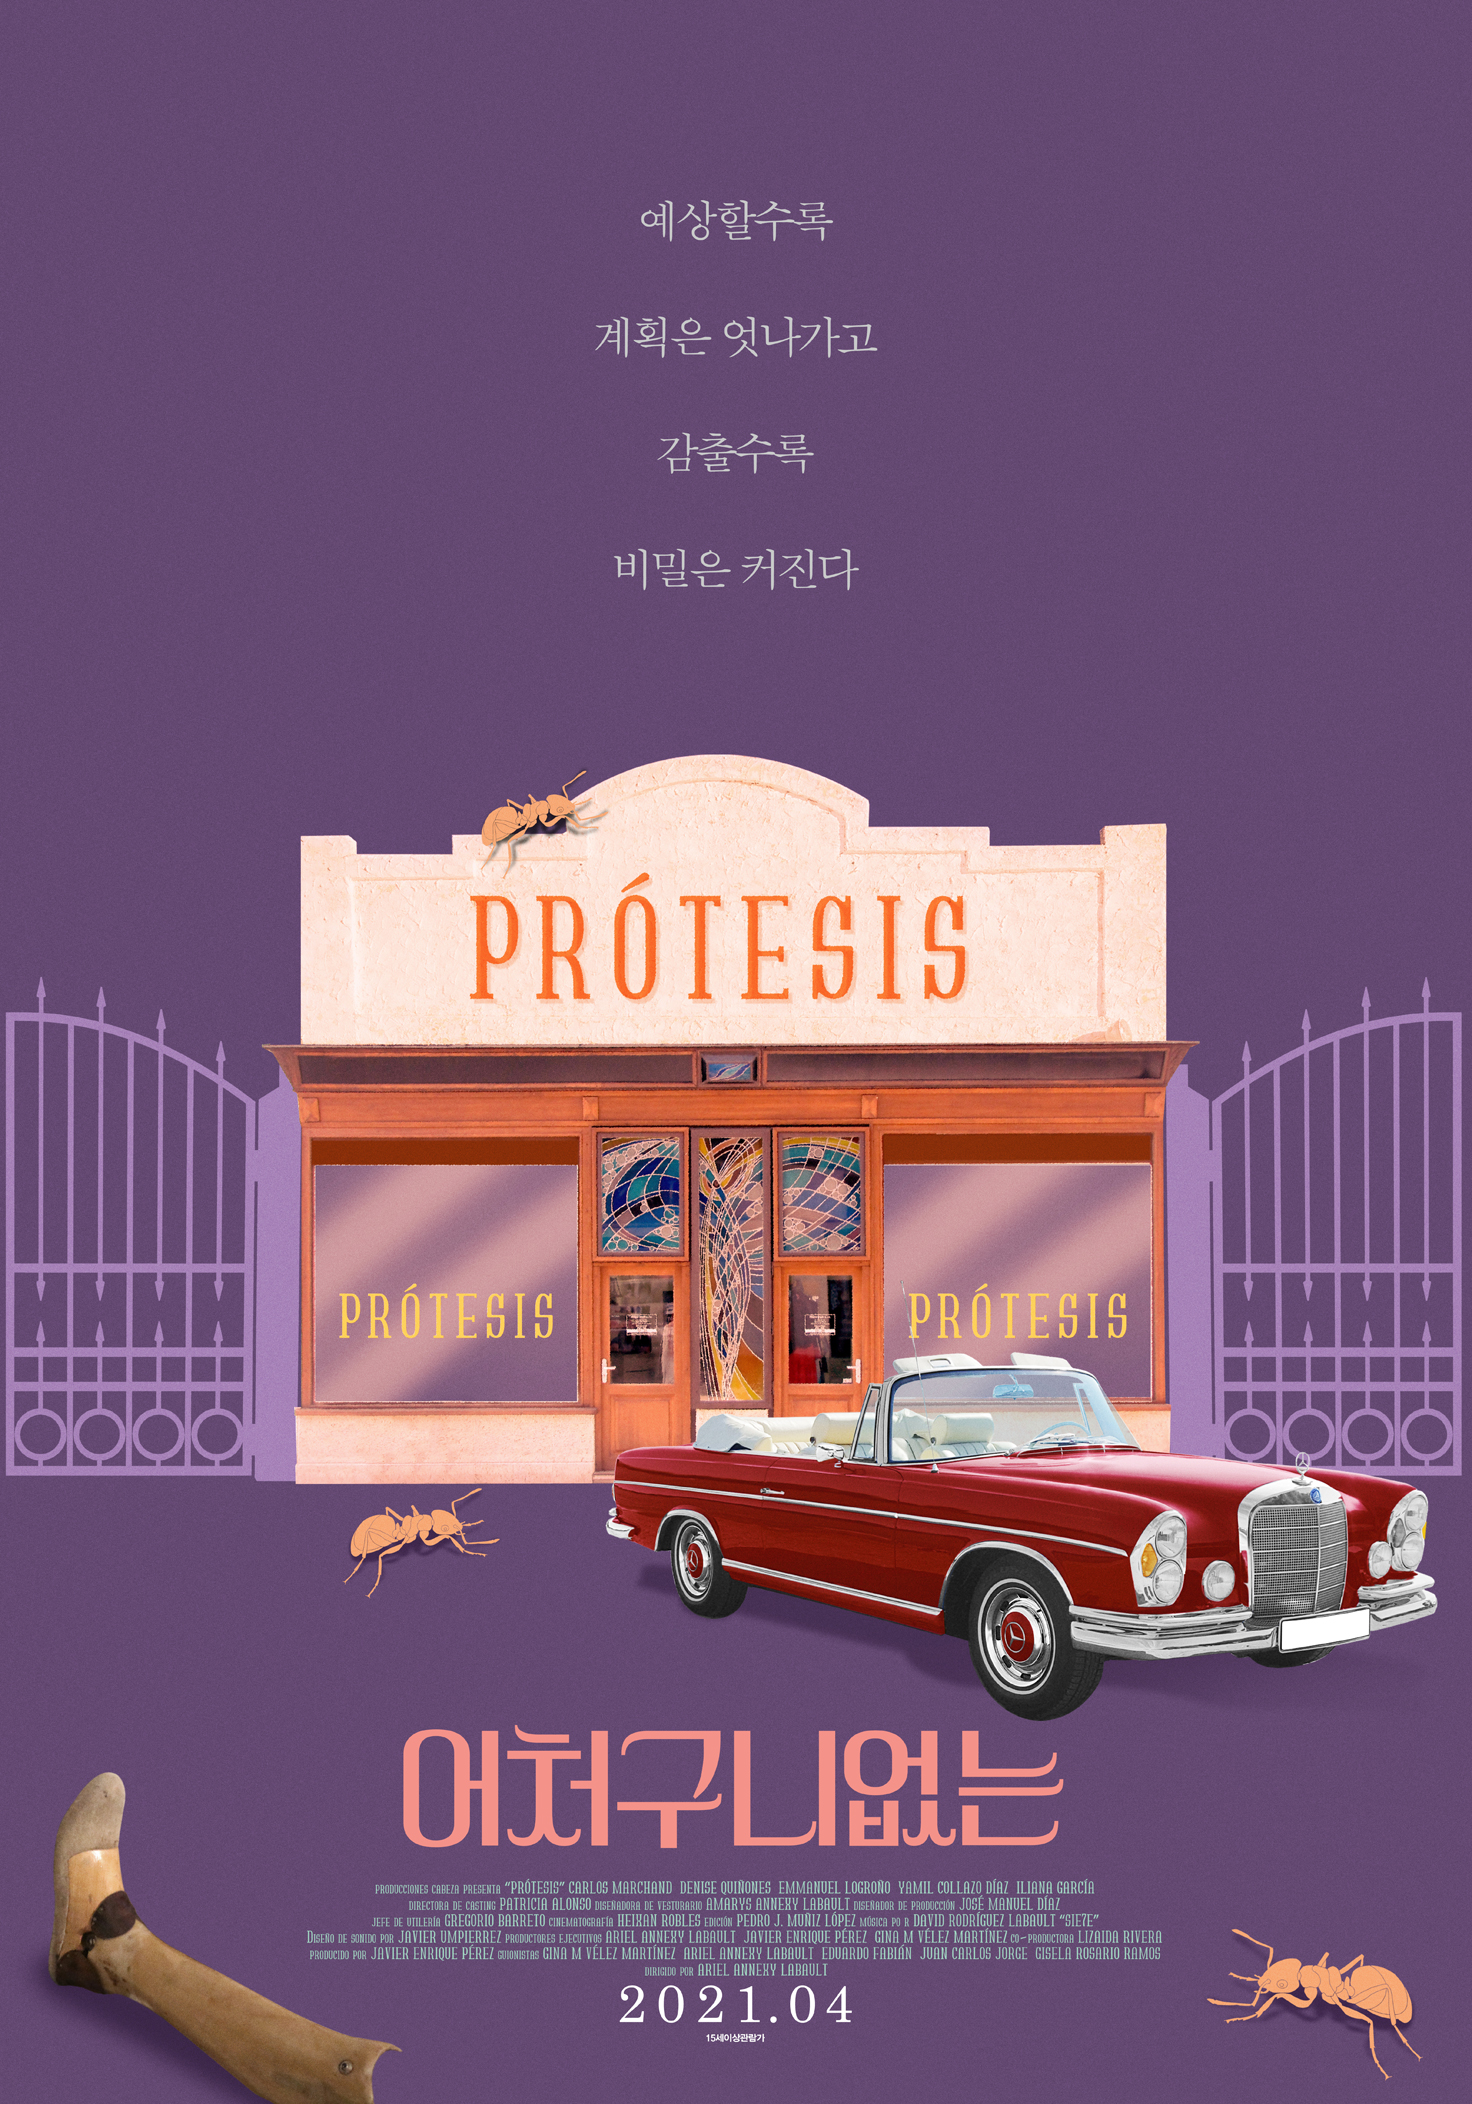 예상할수록
계획은 엇나가고
감출수록
비밀은 커진다
PRÓTESIS
PRÓTESIS
PRÓTESIS
어처구니없는
PRODUCCIONES CABEZA PRESENTA "PRÓTESIS" CARLOS MARCHAND DENISE QUIÑONES EMMANUEL LOGROÑO YAMIL COLLAZO DÍAZ ILIANA GARCÍA
DIRECTORA DE CASTING PATRICIA ALONSO DISEÑADORA DE VESTURARIO AMARYS ANNEXY LABAULT DISEÑADOR DE PRODUCCIÓN JOSÉ MANUEL DÍAZ
JEFE DE UTILERÍA GREGORIO BARRETO CINEMATOGRAFÍA HEIXAN ROBLES EDICIÓN PEDRO J. MUÑIZ LÓPEZ MÚSICA PO R DAVID RODRÍGUEZ LABAULT "SIE7E"
DISEÑO DE SONIDO POR JAVIER UMPIERREZ PRODUCTORES EJECUTIVOS ARIEL ANNEXY LABAULT JAVIER ENRIQUE PÉREZ GINA M VÉLEZ MARTÍNEZ CO-PRODUCTORA LIZAIDA RIVERA
PRODUCIDO POR JAVIER ENRIQUE PÉREZ GUIONISTAS GINA M VÉLEZ MARTÍNEZ ARIEL ANNEXY LABAULT EDUARDO FABIÁN JUAN CARLOS JORGE GISELA ROSARIO RAMOS
DIRIGIDO POR ARIEL ANNEXY LABAULT
2021.04
15세이상관람가